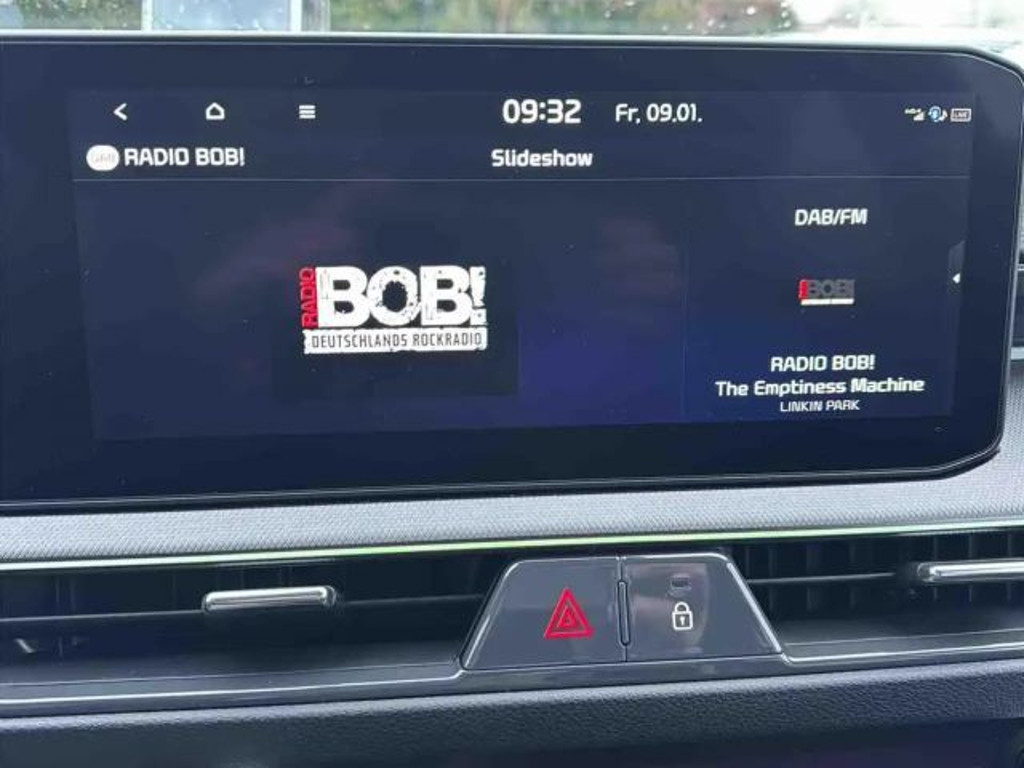 09:32 Fr, 09.01.
RADIO BOB!
Slideshow
DAB/FM
RADIO
BOB!
DEUTSCHLANDS ROCKRADIO
BOB!
RADIO BOB!
The Emptiness Machine
LINKIN PARK